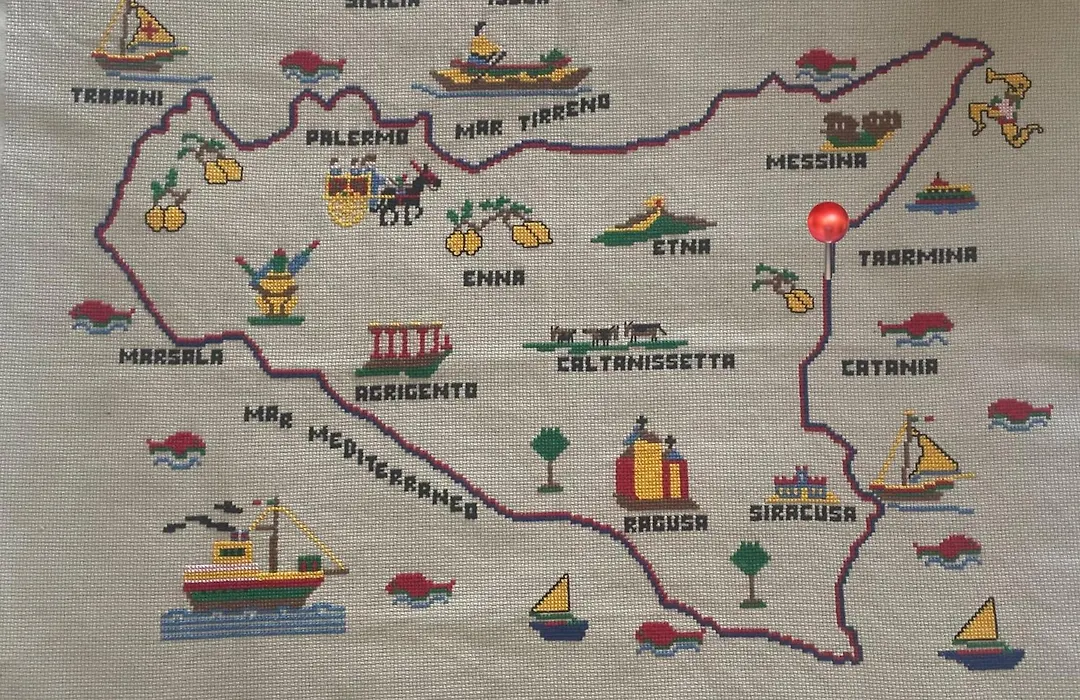 TRAPANI
MAR TIRRENO
PALERMO
MESSINA
ETNA
TAORMINA
ENNA
MARSALA
CALTANISSETTA
CATANIA
AGRIGENTO
MAR MEDITERRANEO
RAGUSA
SIRACUSA